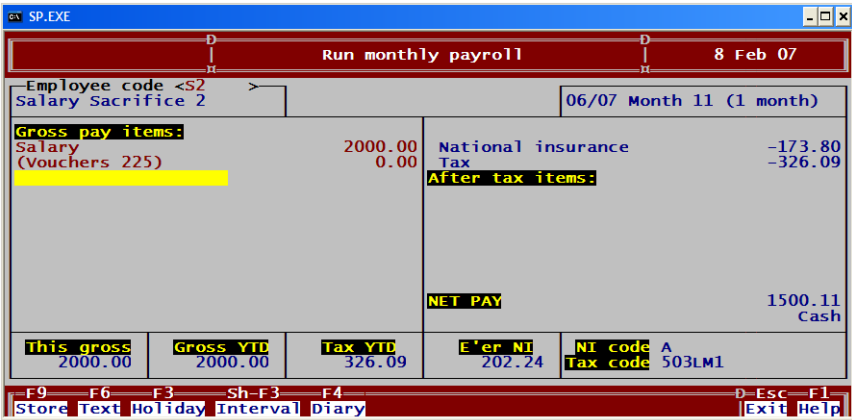 SP.EXE
D D
Run monthly payroll 8 Feb 07
Employee code <S2 >
Salary Sacrifice 2 06/07 Month 11 (1 month)
Gross pay items:
Salary 2000.00 National insurance -173.80
(Vouchers 225) 0.00 Tax -326.09
After tax items:
NET PAY 1500.11
Cash
This gross Gross YTD Tax YTD E'er NI NI code A
2000.00 2000.00 326.09 202.24 Tax code 503LM1
F9 F6 F3 Sh-F3 F4 D Esc F1
Store Text Holiday Interval Diary Exit Help